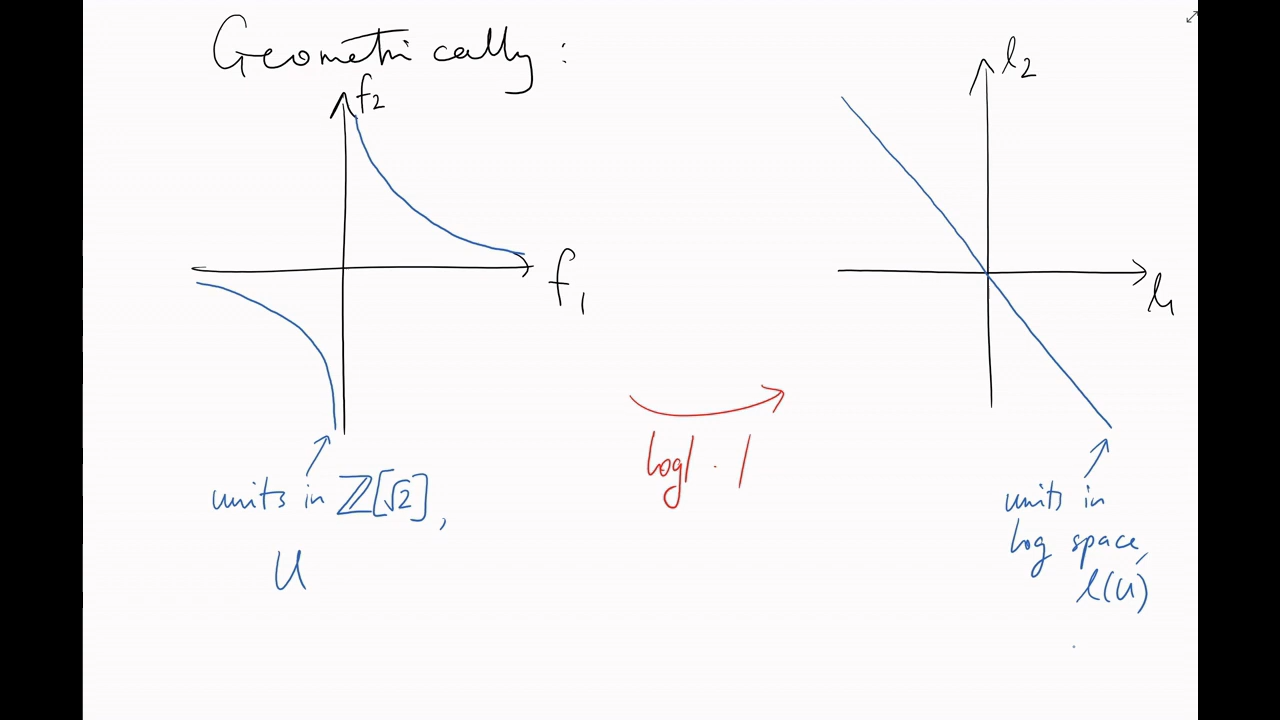 Geometrically:
f₂
f₁
units in ℤ[√2],
U
log| · |
ℓ₂
ℓ₁
units in
log space,
ℓ(U)